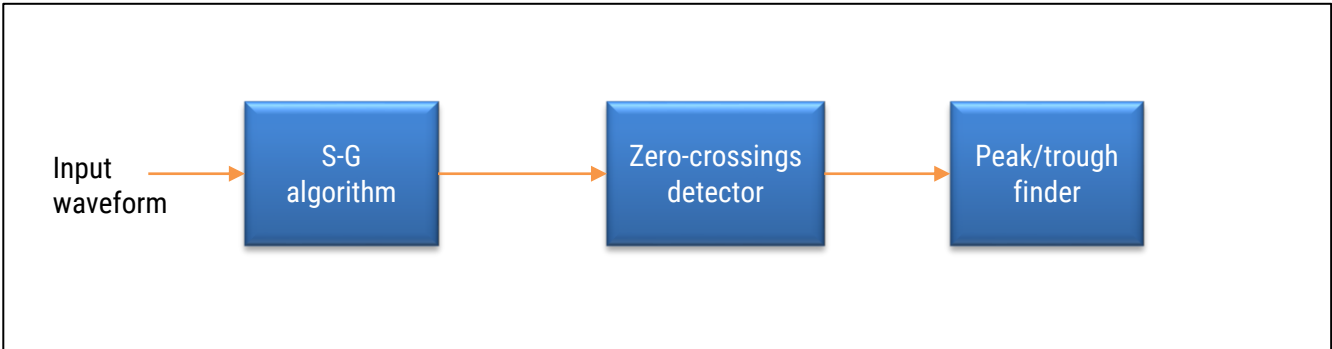 Input
waveform
S-G
algorithm
Zero-crossings
detector
Peak/trough
finder